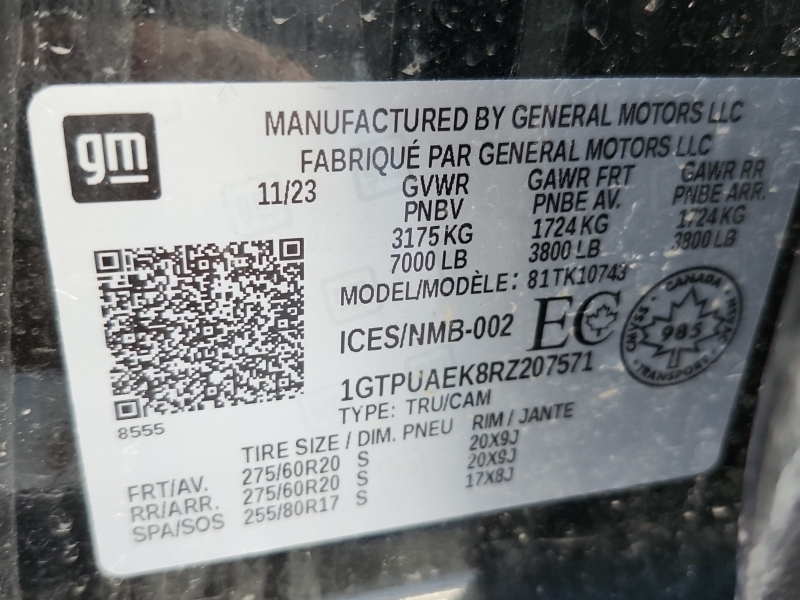 gm
MANUFACTURED BY GENERAL MOTORS LLC
FABRIQUÉ PAR GENERAL MOTORS LLC
11/23 GVWR GAWR FRT GAWR RR
PNBV PNBE AV. PNBE ARR.
3175 KG 1724 KG 1724 KG
7000 LB 3800 LB 3800 LB
MODEL/MODÈLE: 81TK10743
ICES/NMB-002 EC
CANADA
985
TRANSPORT
1GTPUAEK8RZ207571
TYPE: TRU/CAM
8555
TIRE SIZE / DIM. PNEU RIM / JANTE
FRT/AV. 275/60R20 S 20X9J
RR/ARR. 275/60R20 S 20X9J
SPA/SOS 255/80R17 S 17X8J